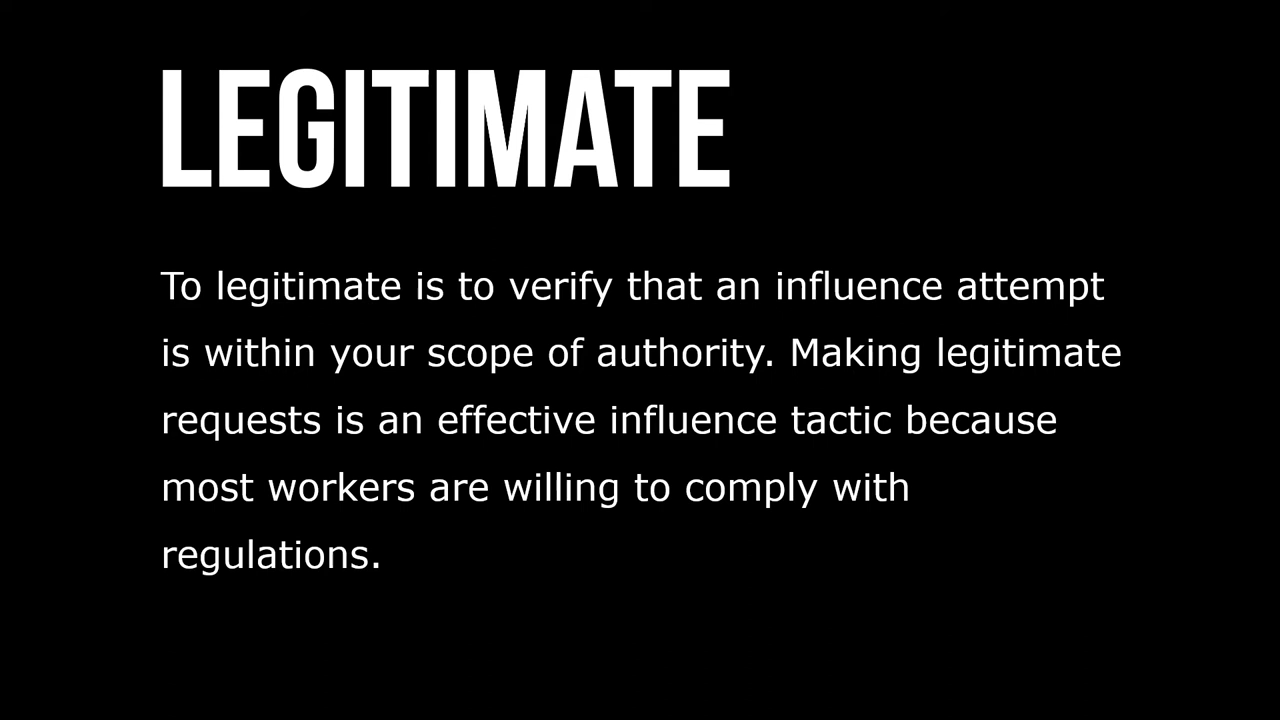 LEGITIMATE
To legitimate is to verify that an influence attempt
is within your scope of authority. Making legitimate
requests is an effective influence tactic because
most workers are willing to comply with
regulations.